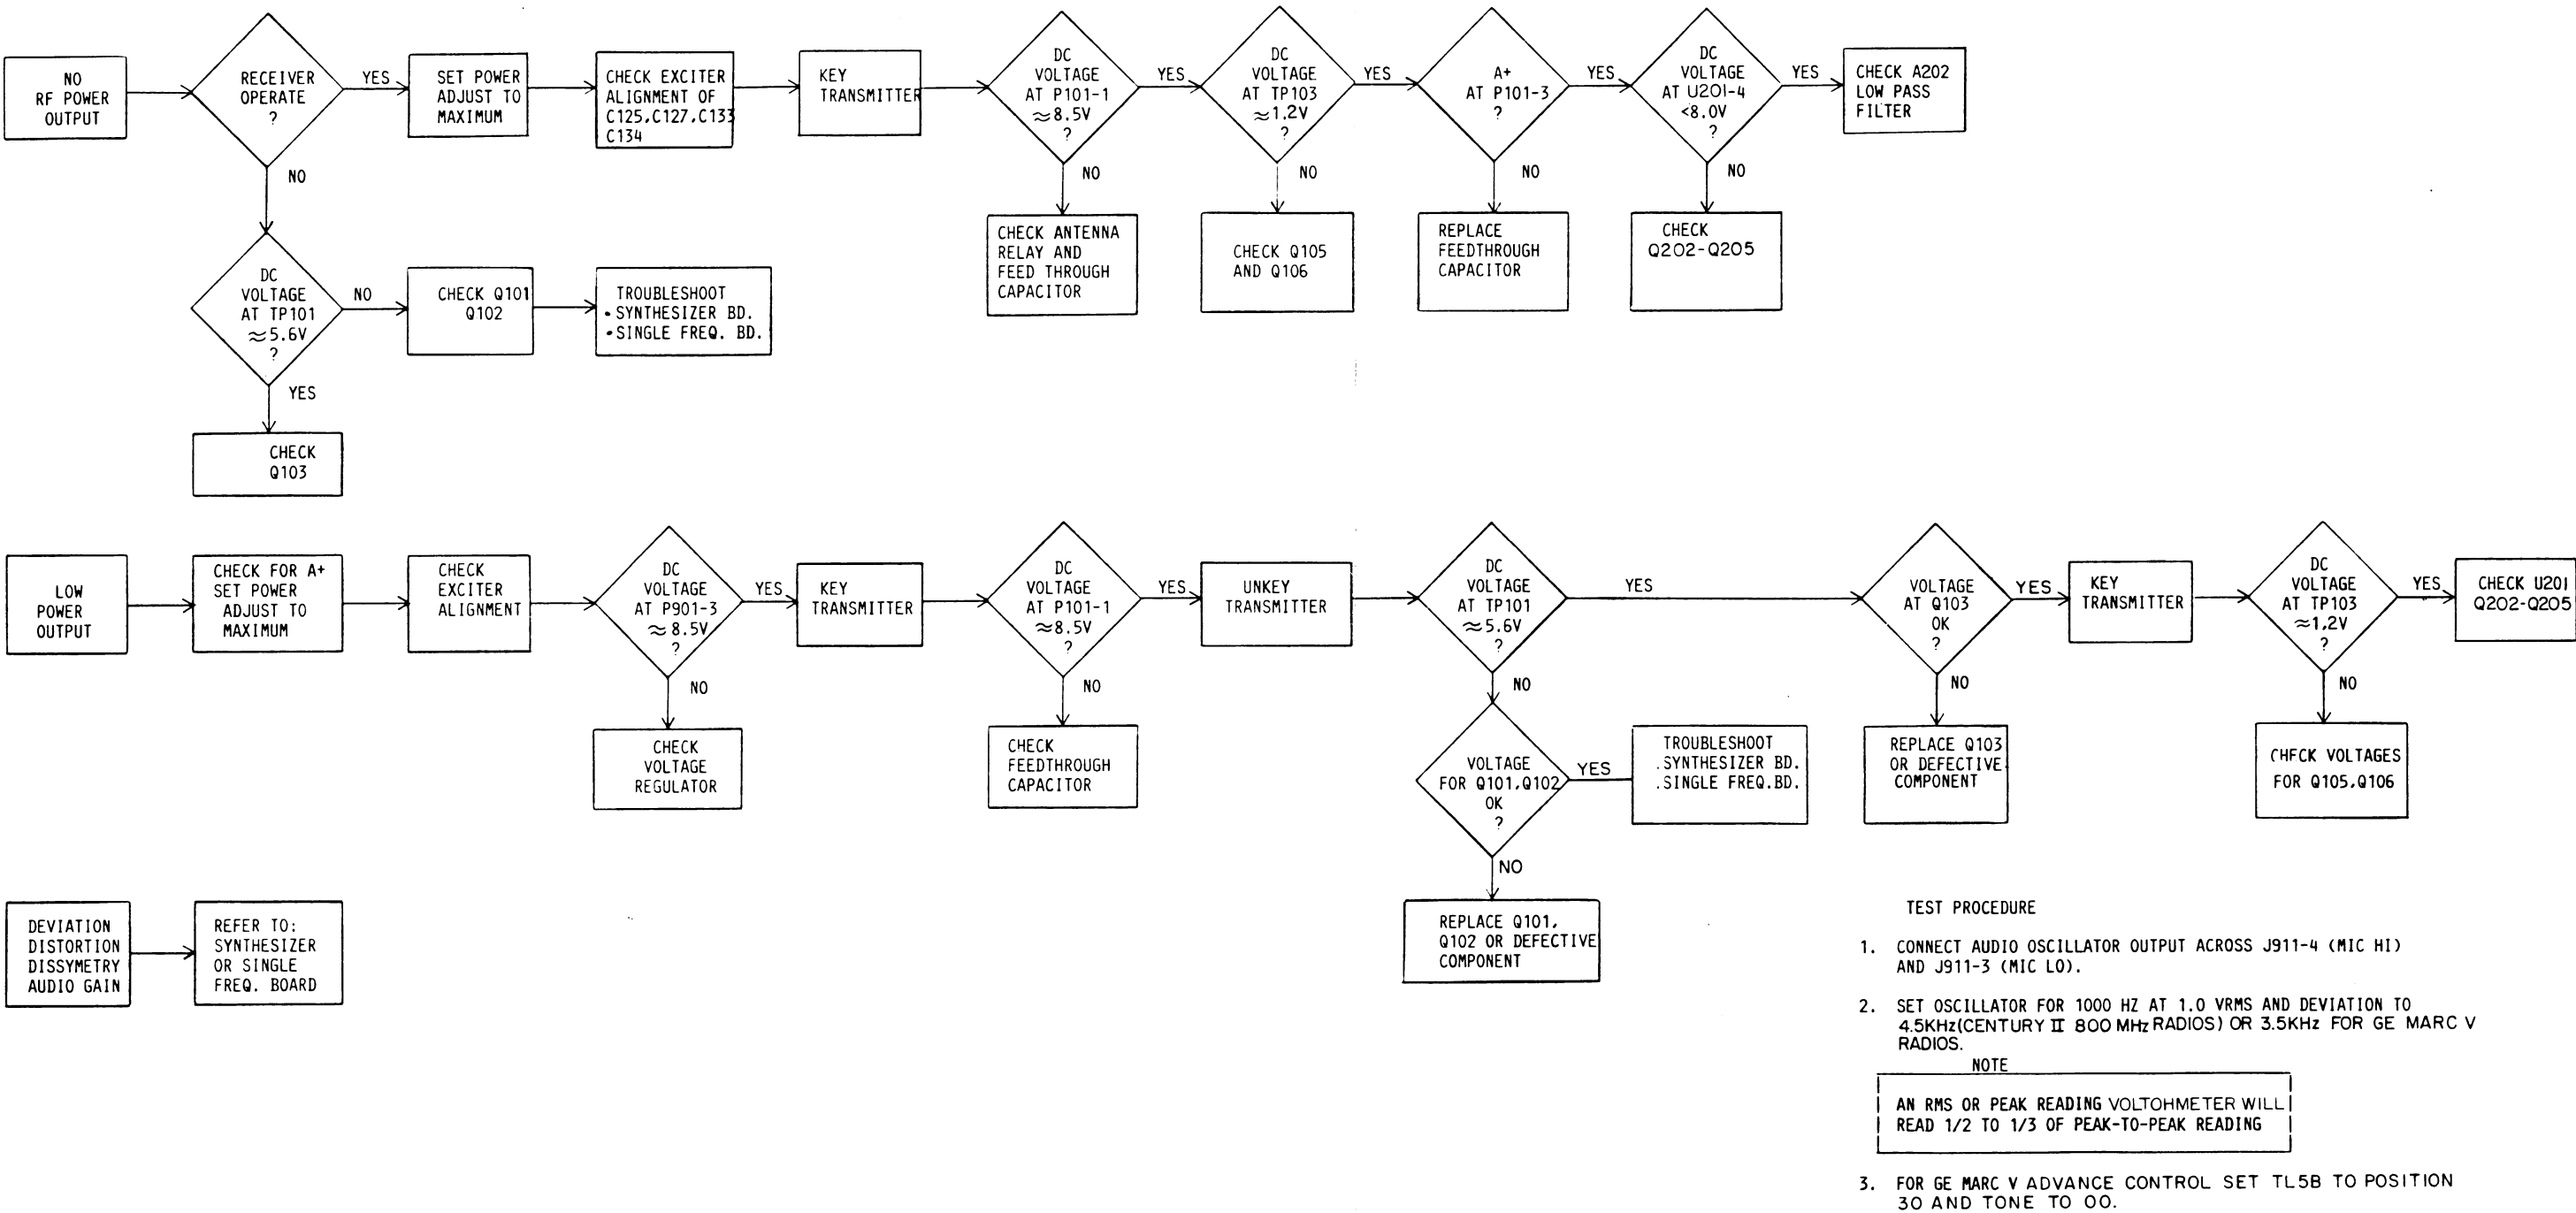 NO
RF POWER
OUTPUT
RECEIVER
OPERATE
?
YES
NO
SET POWER
ADJUST TO
MAXIMUM
CHECK EXCITER
ALIGNMENT OF
C125,C127,C133
C134
KEY
TRANSMITTER
DC
VOLTAGE
AT P101-1
≈8.5V
?
YES
NO
CHECK ANTENNA
RELAY AND
FEED THROUGH
CAPACITOR
DC
VOLTAGE
AT TP103
≈1.2V
?
YES
NO
CHECK Q105
AND Q106
A+
AT P101-3
?
YES
NO
REPLACE
FEEDTHROUGH
CAPACITOR
DC
VOLTAGE
AT U201-4
<8.0V
?
YES
NO
CHECK
Q202-Q205
CHECK A202
LOW PASS
FILTER
DC
VOLTAGE
AT TP101
≈5.6V
?
NO
YES
CHECK Q101
Q102
TROUBLESHOOT
•SYNTHESIZER BD.
•SINGLE FREQ. BD.
CHECK
Q103
LOW
POWER
OUTPUT
CHECK FOR A+
SET POWER
ADJUST TO
MAXIMUM
CHECK
EXCITER
ALIGNMENT
DC
VOLTAGE
AT P901-3
≈8.5V
?
YES
NO
CHECK
VOLTAGE
REGULATOR
KEY
TRANSMITTER
DC
VOLTAGE
AT P101-1
≈8.5V
?
YES
NO
CHECK
FEEDTHROUGH
CAPACITOR
UNKEY
TRANSMITTER
DC
VOLTAGE
AT TP101
≈5.6V
?
YES
NO
VOLTAGE
FOR Q101,Q102
OK
?
YES
NO
TROUBLESHOOT
.SYNTHESIZER BD.
.SINGLE FREQ.BD.
REPLACE Q101,
Q102 OR DEFECTIVE
COMPONENT
VOLTAGE
AT Q103
OK
?
YES
NO
REPLACE Q103
OR DEFECTIVE
COMPONENT
KEY
TRANSMITTER
DC
VOLTAGE
AT TP103
≈1.2V
?
YES
NO
CHECK VOLTAGES
FOR Q105,Q106
CHECK U201
Q202-Q205
DEVIATION
DISTORTION
DISSYMETRY
AUDIO GAIN
REFER TO:
SYNTHESIZER
OR SINGLE
FREQ. BOARD
TEST PROCEDURE
1. CONNECT AUDIO OSCILLATOR OUTPUT ACROSS J911-4 (MIC HI)
AND J911-3 (MIC LO).
2. SET OSCILLATOR FOR 1000 HZ AT 1.0 VRMS AND DEVIATION TO
4.5KHz(CENTURY II 800 MHz RADIOS) OR 3.5KHz FOR GE MARC V
RADIOS.
NOTE
AN RMS OR PEAK READING VOLTOHMETER WILL
READ 1/2 TO 1/3 OF PEAK-TO-PEAK READING
3. FOR GE MARC V ADVANCE CONTROL SET TL5B TO POSITION
30 AND TONE TO 00.